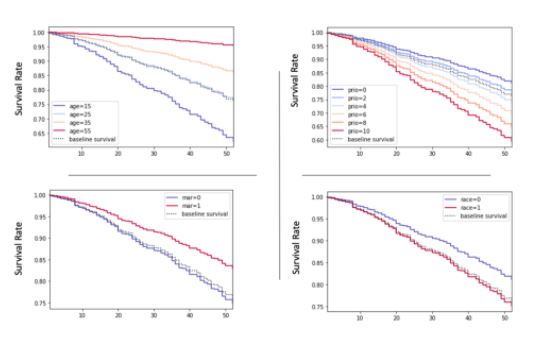 Survival Rate
1.00
0.95
0.90
0.85
0.80
0.75
0.70
0.65
age=15
age=25
age=35
age=55
baseline survival
10 20 30 40 50
Survival Rate
1.00
0.95
0.90
0.85
0.80
0.75
0.70
0.65
0.60
prio=0
prio=2
prio=4
prio=6
prio=8
prio=10
baseline survival
10 20 30 40 50
Survival Rate
1.00
0.95
0.90
0.85
0.80
0.75
mar=0
mar=1
baseline survival
10 20 30 40 50
Survival Rate
1.00
0.95
0.90
0.85
0.80
0.75
race=0
race=1
baseline survival
10 20 30 40 50